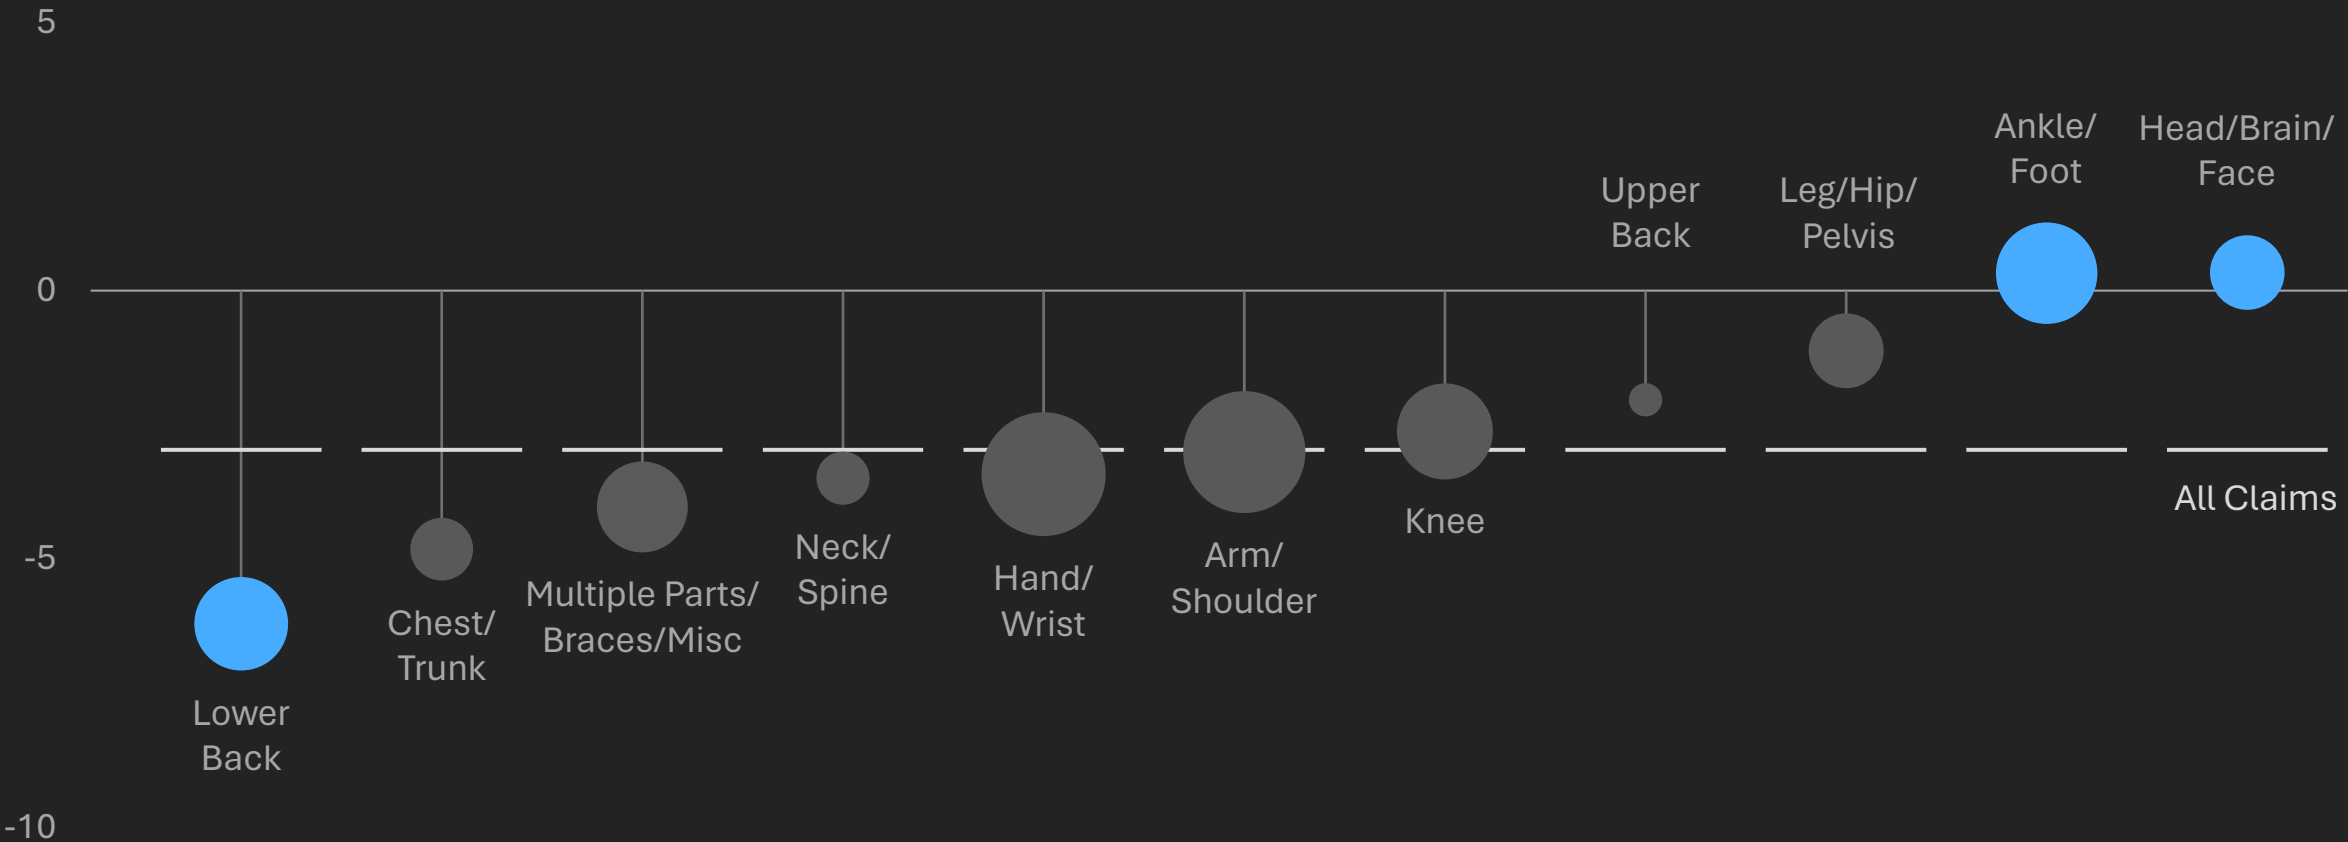 5
0
-5
-10
Lower
Back
Chest/
Trunk
Multiple Parts/
Braces/Misc
Neck/
Spine
Hand/
Wrist
Arm/
Shoulder
Knee
Upper
Back
Leg/Hip/
Pelvis
Ankle/
Foot
Head/Brain/
Face
All Claims